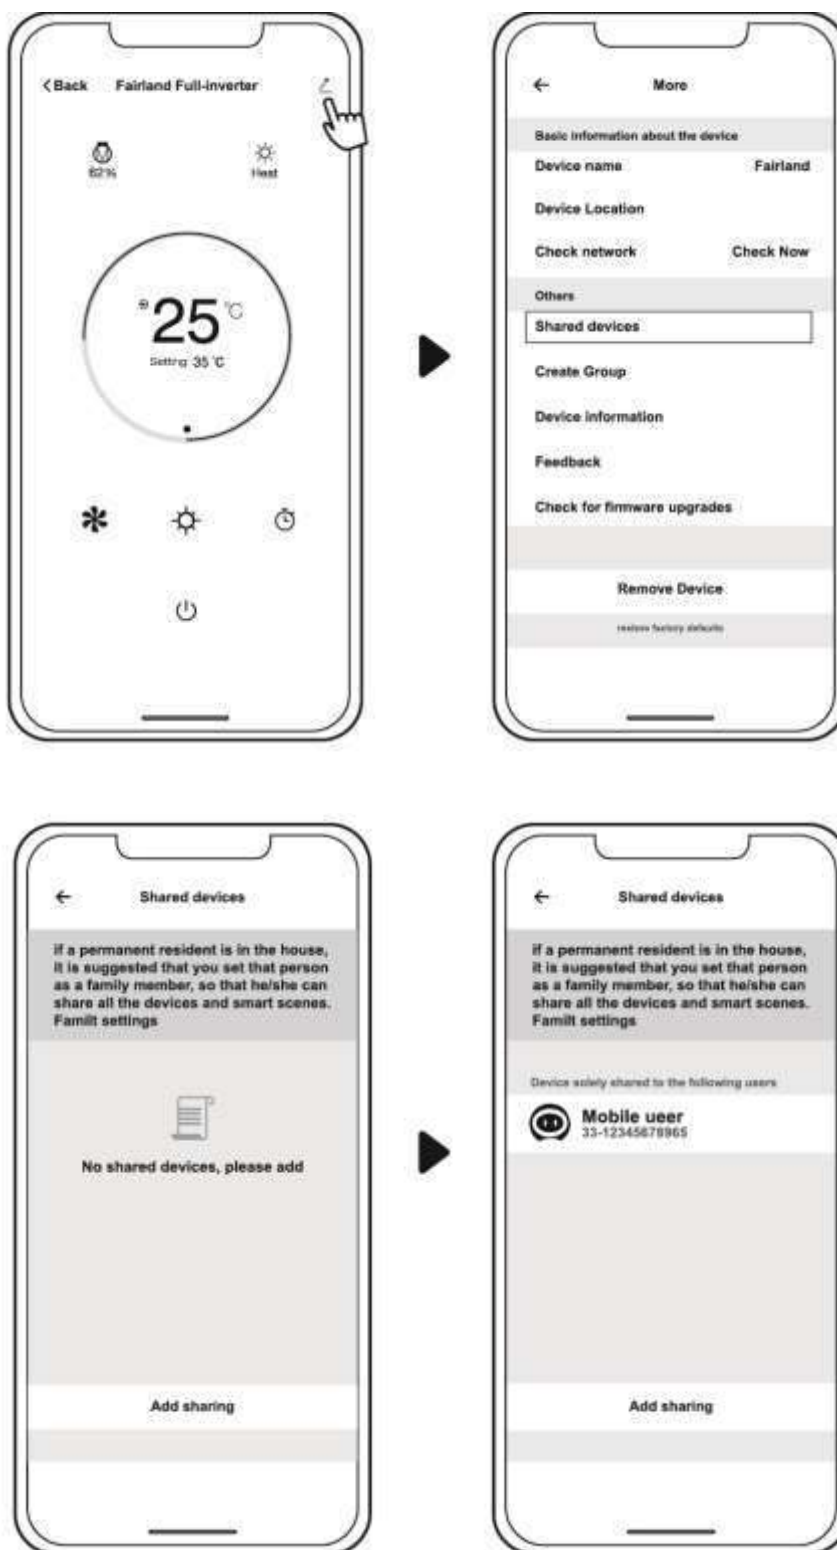 <Back Fairland Full-inverter
62% Heat
25 °C
Setting 35 °C
← More
Basic information about the device
Device name Fairland
Device Location
Check network Check Now
Others
Shared devices
Create Group
Device information
Feedback
Check for firmware upgrades
Remove Device
restore factory defaults
← Shared devices
if a permanent resident is in the house,
it is suggested that you set that person
as a family member, so that he/she can
share all the devices and smart scenes.
Familt settings
No shared devices, please add
Add sharing
← Shared devices
if a permanent resident is in the house,
it is suggested that you set that person
as a family member, so that he/she can
share all the devices and smart scenes.
Familt settings
Device solely shared to the following users
Mobile ueer
33-12345678965
Add sharing